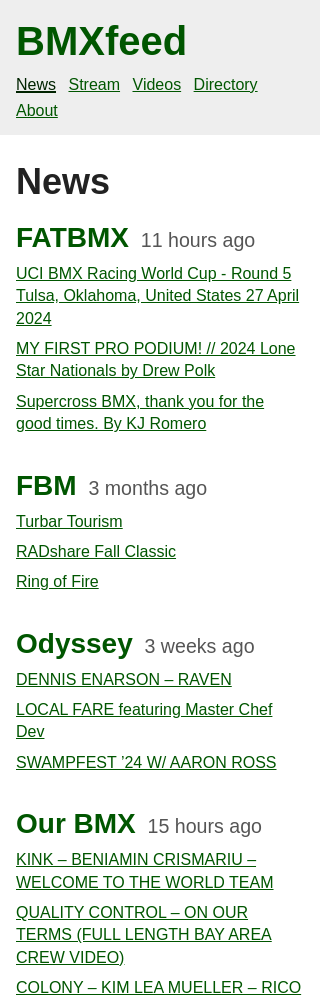 BMXfeed
News Stream Videos Directory
About
News
FATBMX 11 hours ago
UCI BMX Racing World Cup - Round 5
Tulsa, Oklahoma, United States 27 April
2024
MY FIRST PRO PODIUM! // 2024 Lone
Star Nationals by Drew Polk
Supercross BMX, thank you for the
good times. By KJ Romero
FBM 3 months ago
Turbar Tourism
RADshare Fall Classic
Ring of Fire
Odyssey 3 weeks ago
DENNIS ENARSON – RAVEN
LOCAL FARE featuring Master Chef
Dev
SWAMPFEST ’24 W/ AARON ROSS
Our BMX 15 hours ago
KINK – BENIAMIN CRISMARIU –
WELCOME TO THE WORLD TEAM
QUALITY CONTROL – ON OUR
TERMS (FULL LENGTH BAY AREA
CREW VIDEO)
COLONY – KIM LEA MUELLER – RICO